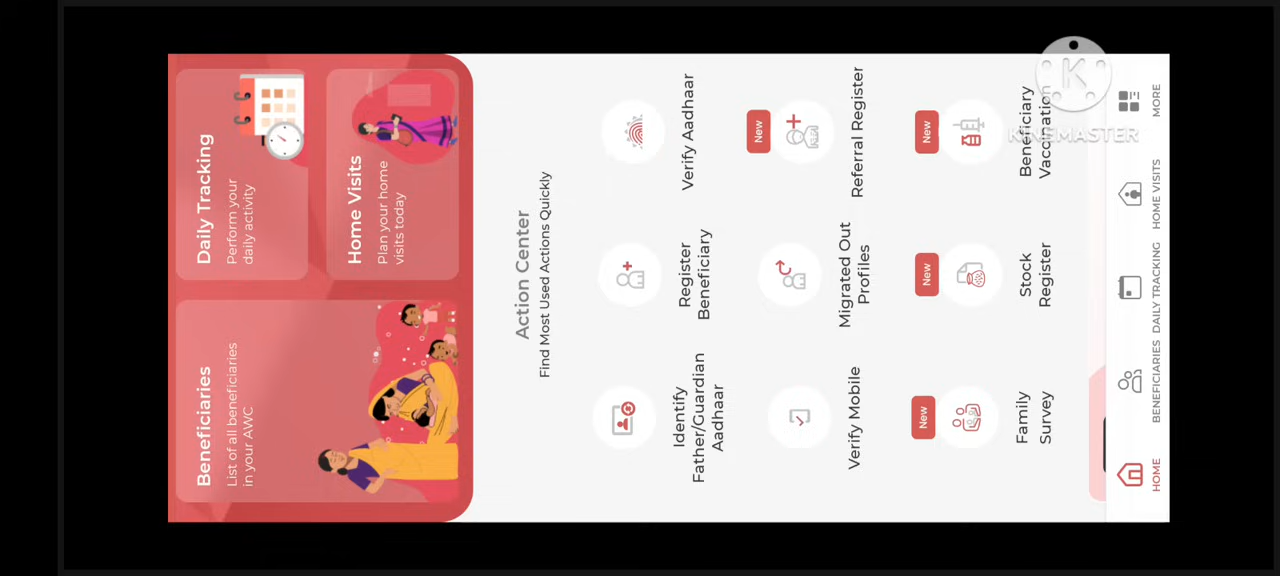 Beneficiaries
List of all beneficiaries
in your AWC
Daily Tracking
Perform your
daily activity
Home Visits
Plan your home
visits today
Action Center
Find Most Used Actions Quickly
Identify
Father/Guardian
Aadhaar
Register
Beneficiary
Verify Aadhaar
Verify Mobile
Migrated Out
Profiles
New
Referral Register
New
Family
Survey
New
Stock
Register
New
Beneficiary
Vaccination
HOME
BENEFICIARIES
DAILY TRACKING
HOME VISITS
MORE
K
KINEMASTER